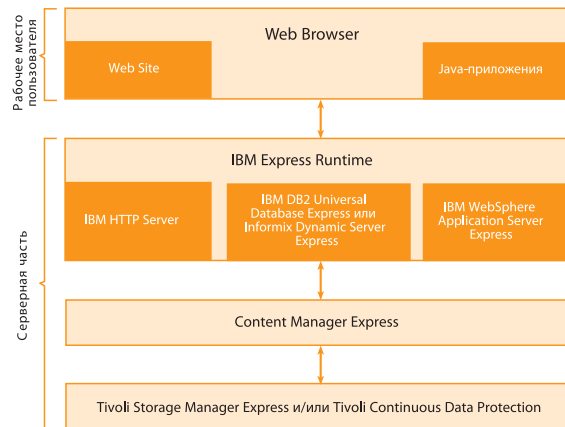 Рабочее место
пользователя
Web Browser
Web Site
Java-приложения
Серверная часть
IBM Express Runtime
IBM HTTP Server
IBM DB2 Universal
Database Express или
Informix Dynamic Server
Express
IBM WebSphere
Application Server
Express
Content Manager Express
Tivoli Storage Manager Express и/или Tivoli Continuous Data Protection